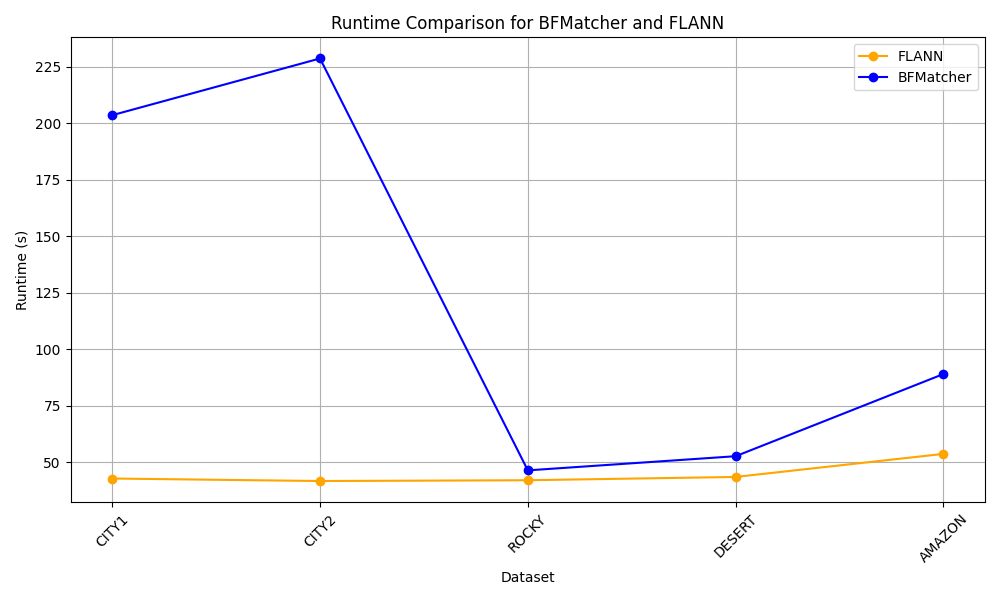 Runtime Comparison for BFMatcher and FLANN
FLANN
BFMatcher
225
200
175
150
125
100
75
50
Runtime (s)
CITY1
CITY2
ROCKY
DESERT
AMAZON
Dataset